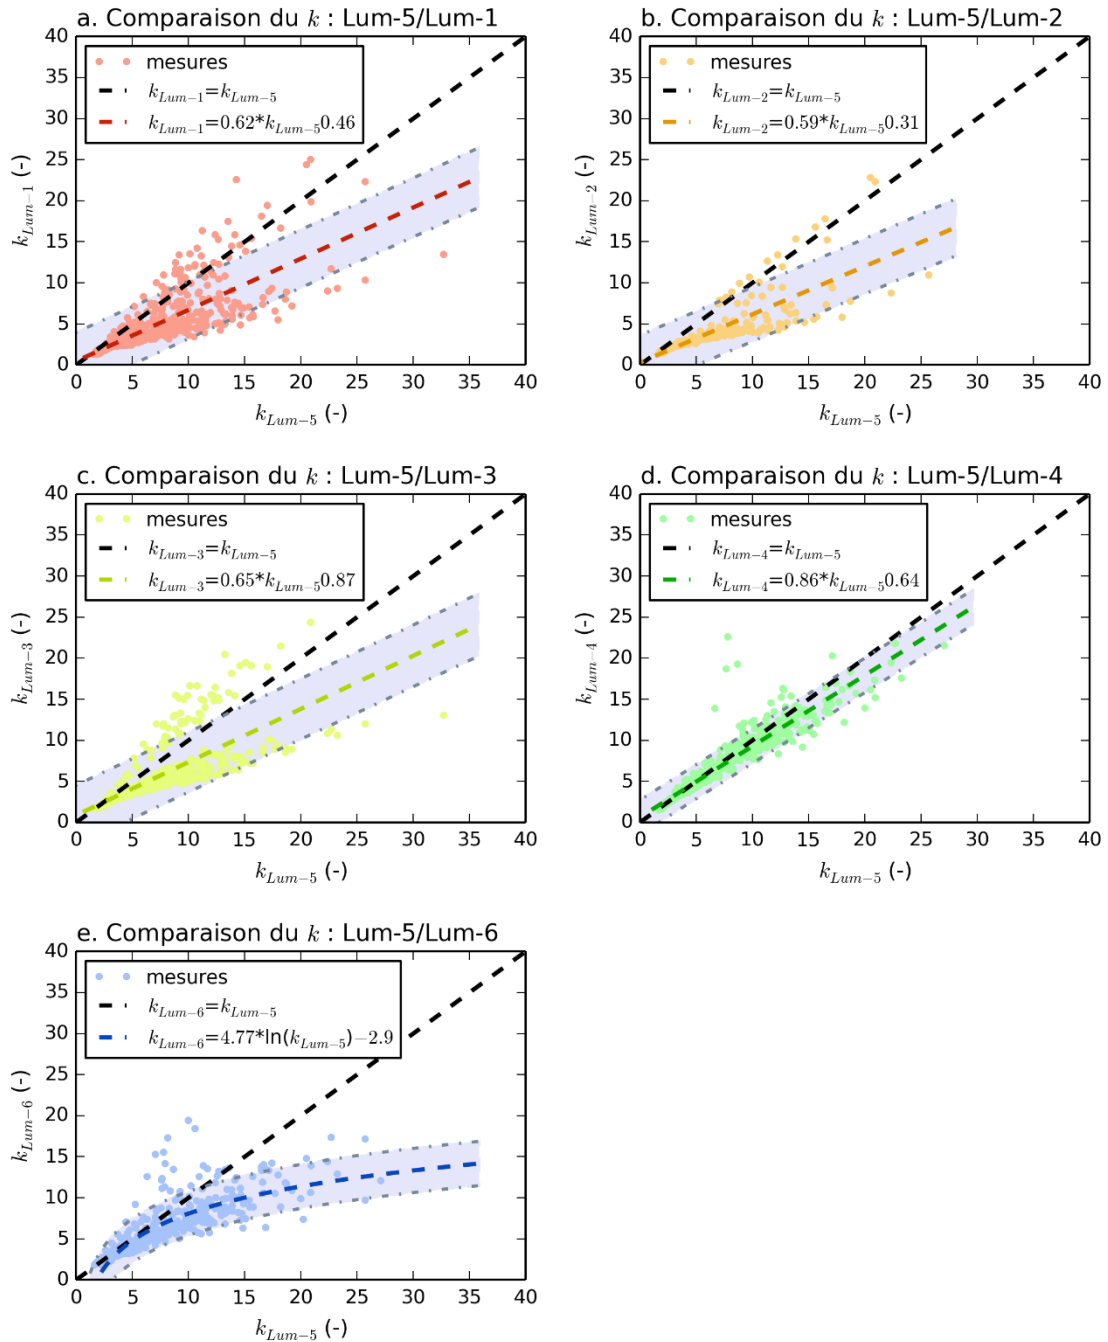 a. Comparaison du k : Lum-5/Lum-1
40
35
30
25
20
15
10
5
0
k_Lum−1 (-)
mesures
k_Lum−1=k_Lum−5
k_Lum−1=0.62*k_Lum−5 0.46
5 10 15 20 25 30 35 40
k_Lum−5 (-)
b. Comparaison du k : Lum-5/Lum-2
40
35
30
25
20
15
10
5
0
k_Lum−2 (-)
mesures
k_Lum−2=k_Lum−5
k_Lum−2=0.59*k_Lum−5 0.31
5 10 15 20 25 30 35 40
k_Lum−5 (-)
c. Comparaison du k : Lum-5/Lum-3
40
35
30
25
20
15
10
5
0
k_Lum−3 (-)
mesures
k_Lum−3=k_Lum−5
k_Lum−3=0.65*k_Lum−5 0.87
5 10 15 20 25 30 35 40
k_Lum−5 (-)
d. Comparaison du k : Lum-5/Lum-4
40
35
30
25
20
15
10
5
0
k_Lum−4 (-)
mesures
k_Lum−4=k_Lum−5
k_Lum−4=0.86*k_Lum−5 0.64
5 10 15 20 25 30 35 40
k_Lum−5 (-)
e. Comparaison du k : Lum-5/Lum-6
40
35
30
25
20
15
10
5
0
k_Lum−6 (-)
mesures
k_Lum−6=k_Lum−5
k_Lum−6=4.77*ln(k_Lum−5)−2.9
5 10 15 20 25 30 35 40
k_Lum−5 (-)